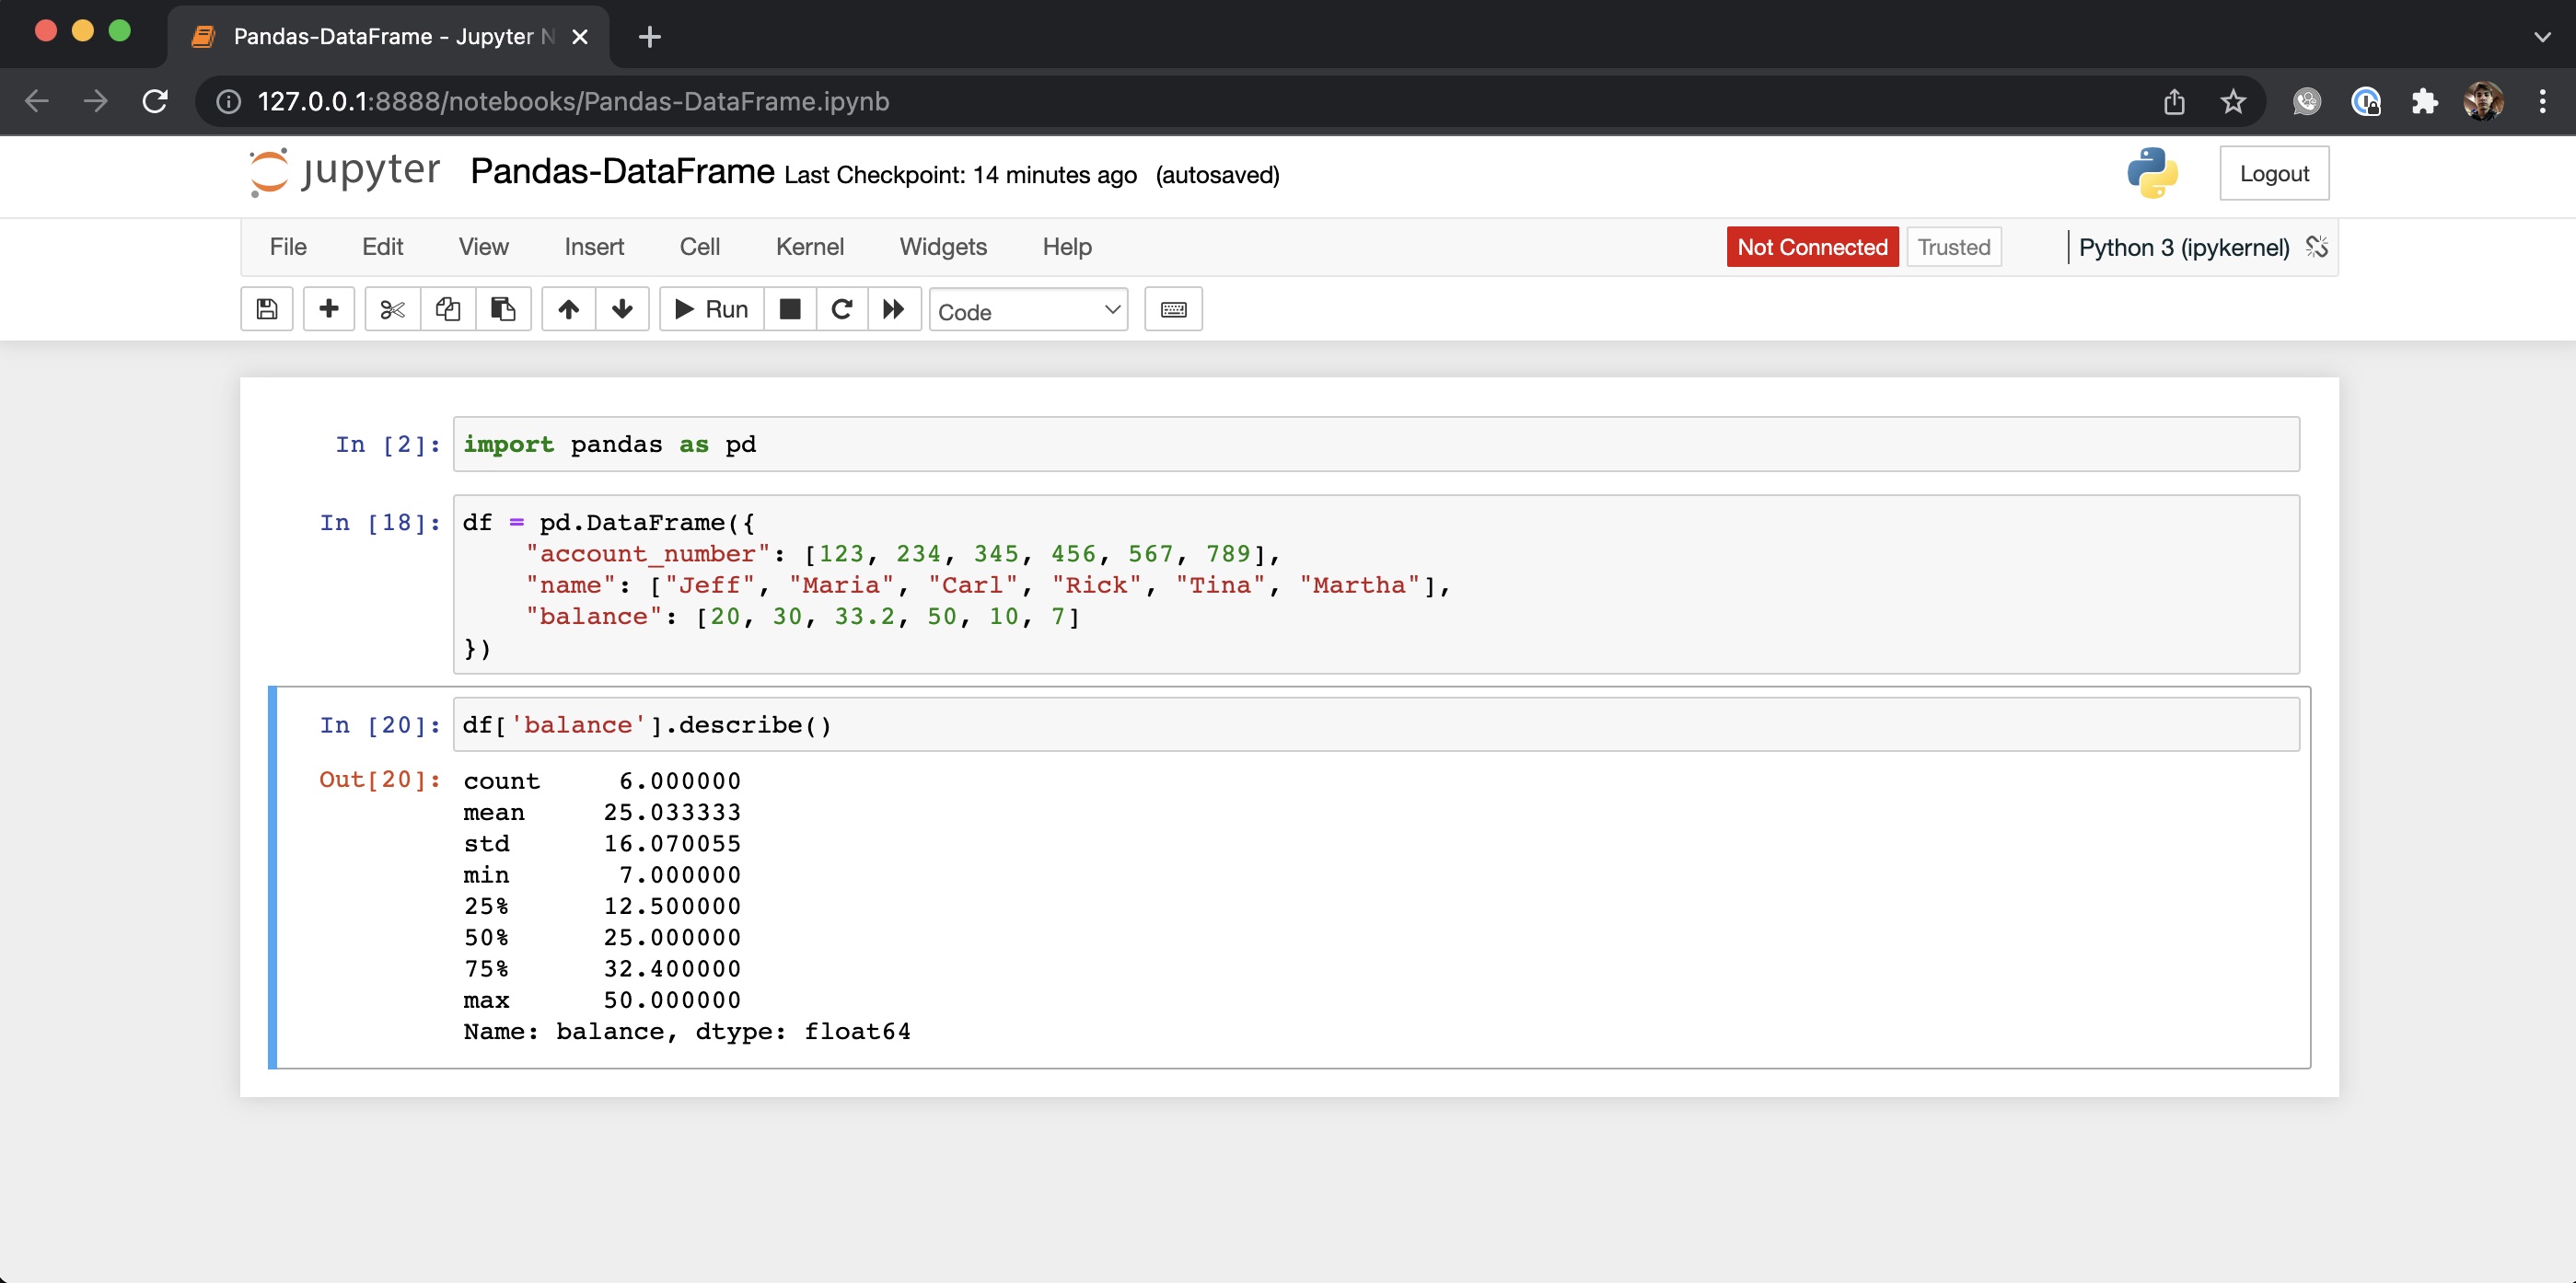 Pandas-DataFrame - Jupyter N
127.0.0.1:8888/notebooks/Pandas-DataFrame.ipynb
jupyter Pandas-DataFrame Last Checkpoint: 14 minutes ago (autosaved)
Logout
File Edit View Insert Cell Kernel Widgets Help
Not Connected Trusted Python 3 (ipykernel)
Run Code
In [2]: import pandas as pd
In [18]: df = pd.DataFrame({
"account_number": [123, 234, 345, 456, 567, 789],
"name": ["Jeff", "Maria", "Carl", "Rick", "Tina", "Martha"],
"balance": [20, 30, 33.2, 50, 10, 7]
})
In [20]: df['balance'].describe()
Out[20]: count 6.000000
mean 25.033333
std 16.070055
min 7.000000
25% 12.500000
50% 25.000000
75% 32.400000
max 50.000000
Name: balance, dtype: float64